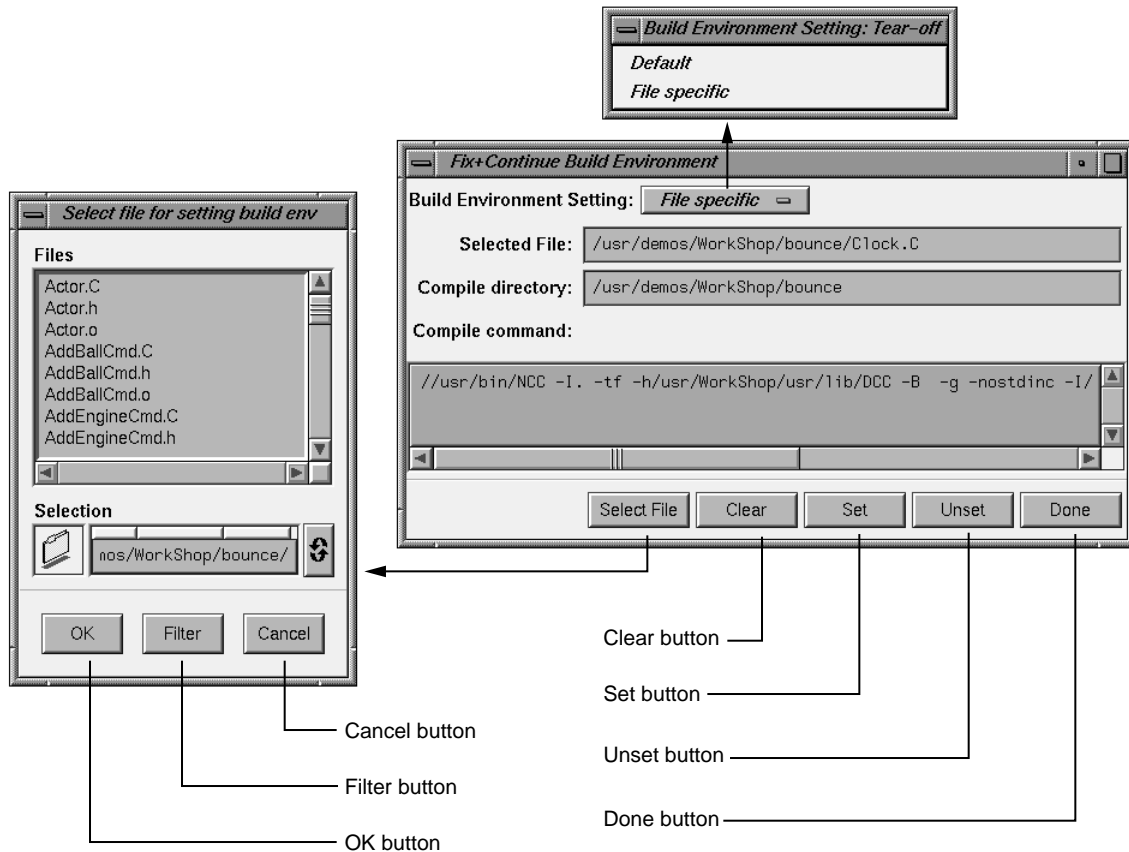 Build Environment Setting: Tear-off
Default
File specific
Fix+Continue Build Environment
Build Environment Setting: File specific
Selected File: /usr/demos/WorkShop/bounce/Clock.C
Compile directory: /usr/demos/WorkShop/bounce
Compile command:
//usr/bin/NCC -I. -tf -h/usr/WorkShop/usr/lib/DCC -B -g -nostdinc -I/
Select File Clear Set Unset Done
Select file for setting build env
Files
Actor.C
Actor.h
Actor.o
AddBallCmd.C
AddBallCmd.h
AddBallCmd.o
AddEngineCmd.C
AddEngineCmd.h
Selection
nos/WorkShop/bounce/
OK Filter Cancel
Cancel button
Filter button
OK button
Clear button
Set button
Unset button
Done button